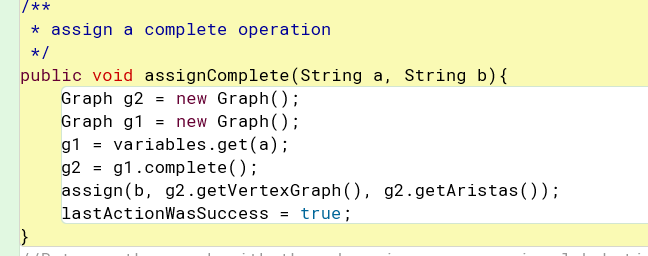 /**
 * assign a complete operation
 */
public void assignComplete(String a, String b){
    Graph g2 = new Graph();
    Graph g1 = new Graph();
    g1 = variables.get(a);
    g2 = g1.complete();
    assign(b, g2.getVertexGraph(), g2.getAristas());
    lastActionWasSuccess = true;
}